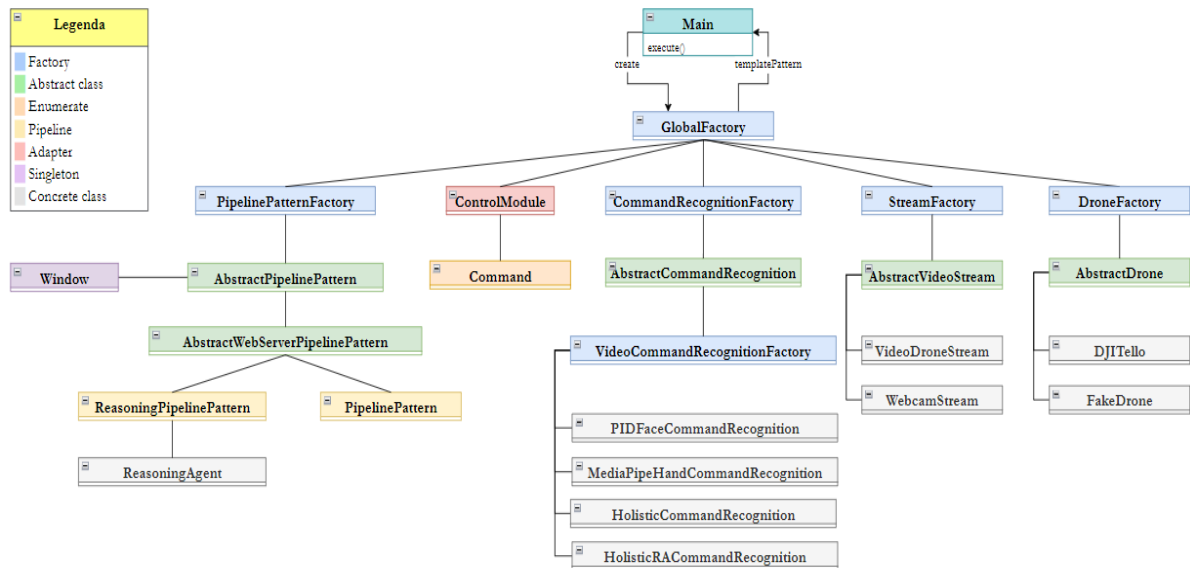 Legenda
Factory
Abstract class
Enumerate
Pipeline
Adapter
Singleton
Concrete class
Main
execute()
create
templatePattern
GlobalFactory
PipelinePatternFactory
ControlModule
CommandRecognitionFactory
StreamFactory
DroneFactory
Window
AbstractPipelinePattern
Command
AbstractCommandRecognition
AbstractVideoStream
AbstractDrone
AbstractWebServerPipelinePattern
VideoCommandRecognitionFactory
VideoDroneStream
DJITello
ReasoningPipelinePattern
PipelinePattern
WebcamStream
FakeDrone
PIDFaceCommandRecognition
ReasoningAgent
MediaPipeHandCommandRecognition
HolisticCommandRecognition
HolisticRACommandRecognition